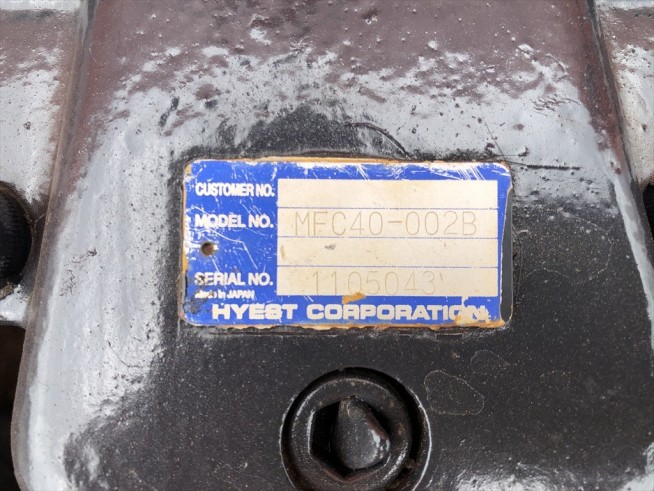 CUSTOMER NO.
MODEL NO. MFC40-002B
SERIAL NO. 1105043
Made in JAPAN
HYEST CORPORATION